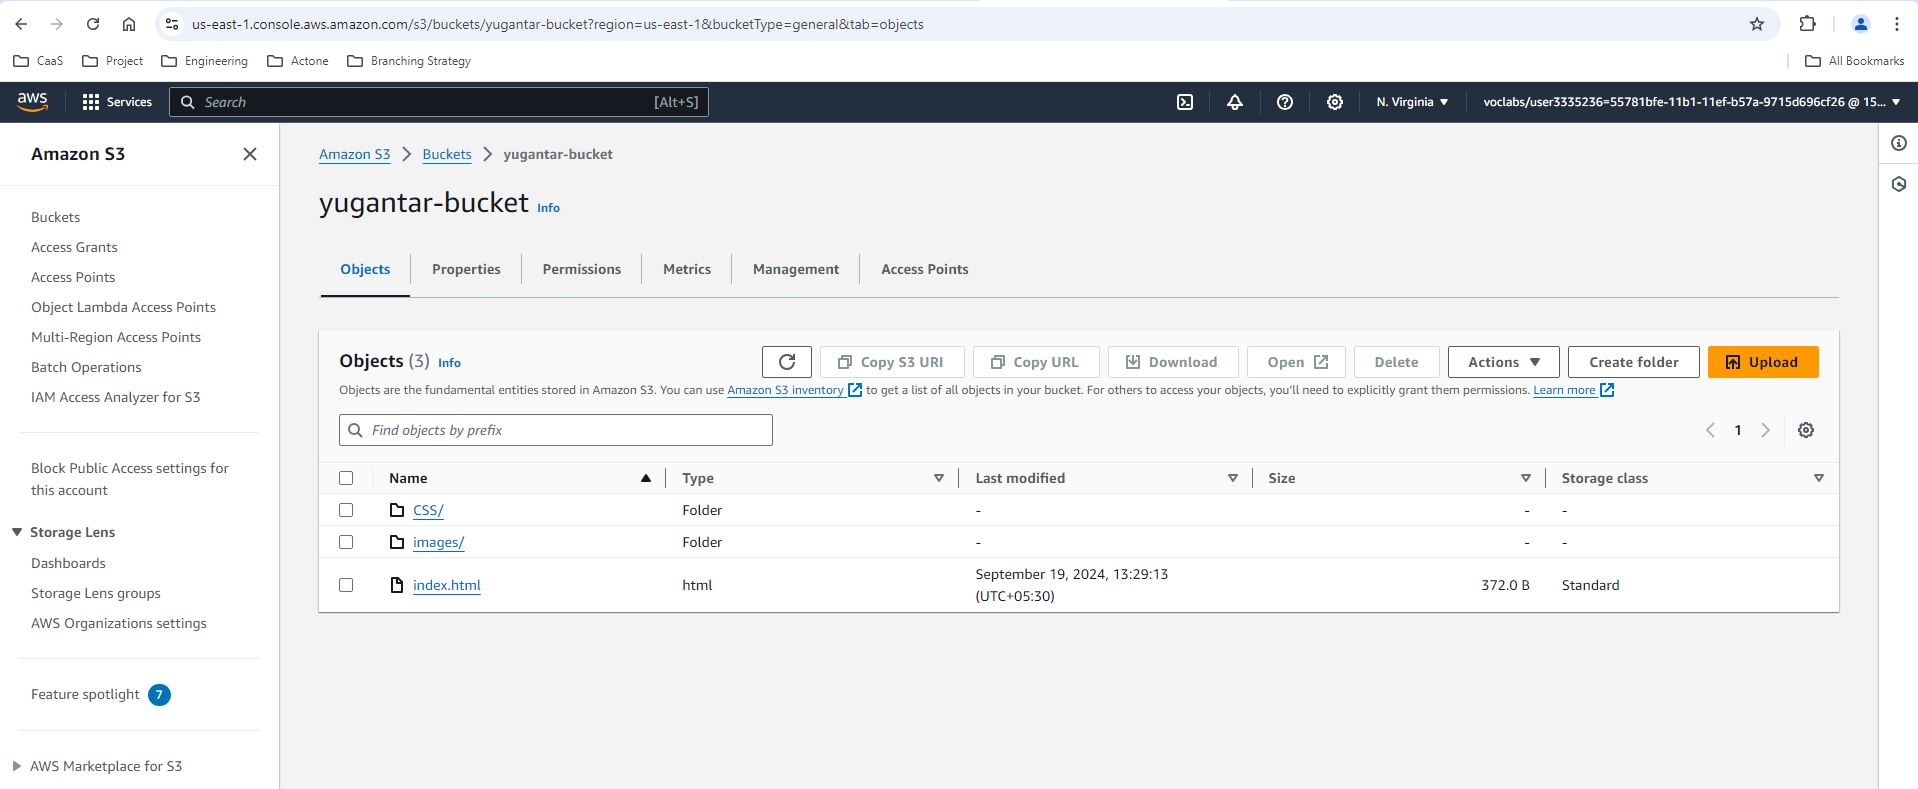 us-east-1.console.aws.amazon.com/s3/buckets/yugantar-bucket?region=us-east-1&bucketType=general&tab=objects
CaaS Project Engineering Actone Branching Strategy All Bookmarks
aws Services Search [Alt+S] N. Virginia voclabs/user3335236=55781bfe-11b1-11ef-b57a-9715d696cf26 @ 15...
Amazon S3
Buckets
Access Grants
Access Points
Object Lambda Access Points
Multi-Region Access Points
Batch Operations
IAM Access Analyzer for S3
Block Public Access settings for
this account
Storage Lens
Dashboards
Storage Lens groups
AWS Organizations settings
Feature spotlight 7
AWS Marketplace for S3
Amazon S3 Buckets yugantar-bucket
yugantar-bucket Info
Objects Properties Permissions Metrics Management Access Points
Objects (3) Info Copy S3 URI Copy URL Download Open Delete Actions Create folder Upload
Objects are the fundamental entities stored in Amazon S3. You can use Amazon S3 inventory to get a list of all objects in your bucket. For others to access your objects, you'll need to explicitly grant them permissions. Learn more
Find objects by prefix 1
Name Type Last modified Size Storage class
CSS/ Folder - - -
images/ Folder - - -
index.html html September 19, 2024, 13:29:13 372.0 B Standard
(UTC+05:30)